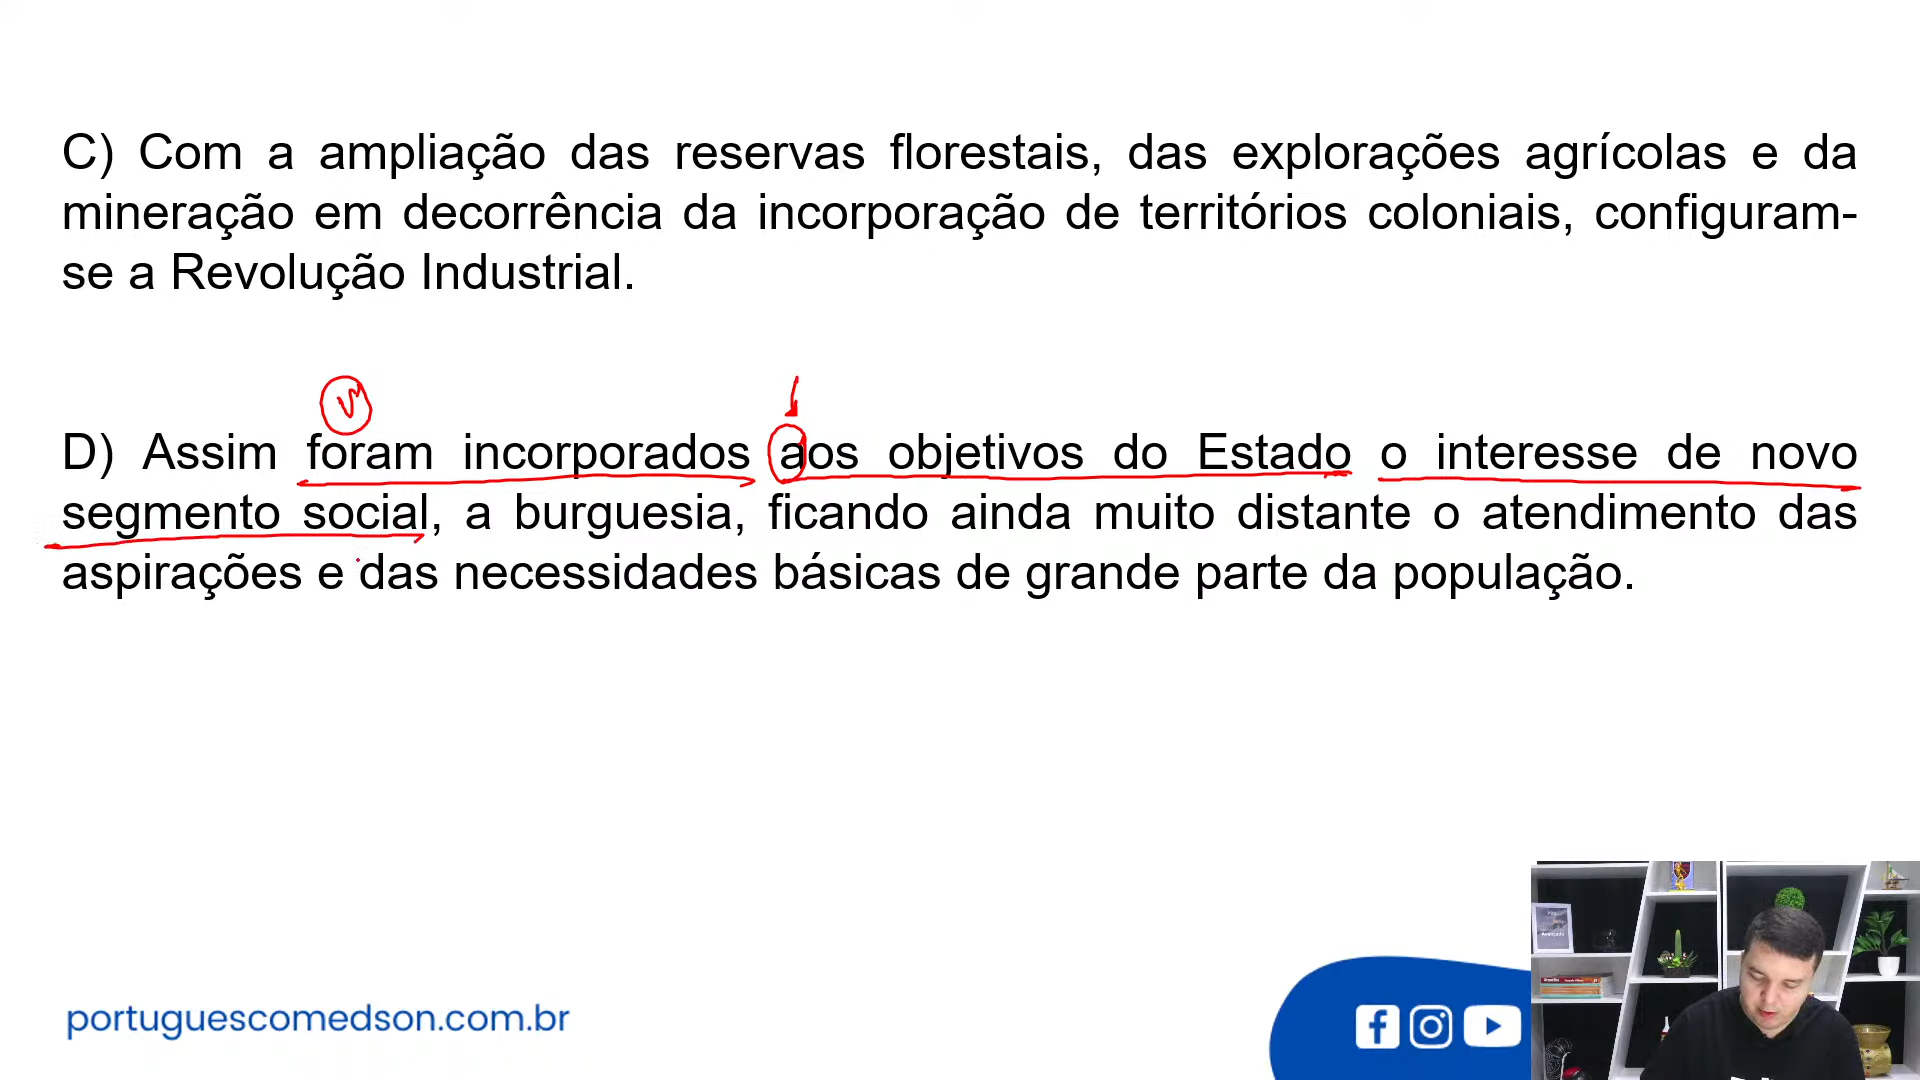 C) Com a ampliação das reservas florestais, das explorações agrícolas e da
mineração em decorrência da incorporação de territórios coloniais, configuram-
se a Revolução Industrial.
D) Assim foram incorporados aos objetivos do Estado o interesse de novo
segmento social, a burguesia, ficando ainda muito distante o atendimento das
aspirações e das necessidades básicas de grande parte da população.
portuguescomedson.com.br